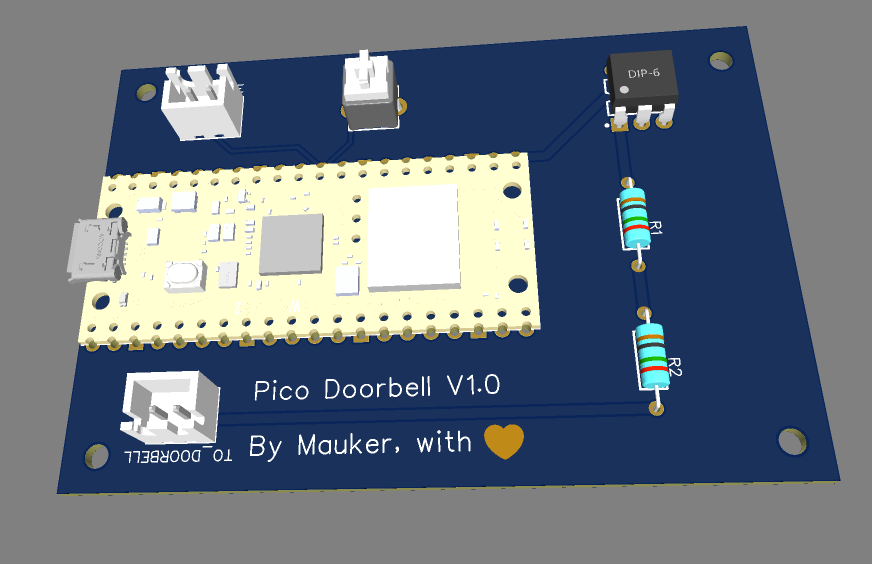 DIP-6
R1
R2
Pico Doorbell V1.0
By Mauker, with
TO_DOORBELL